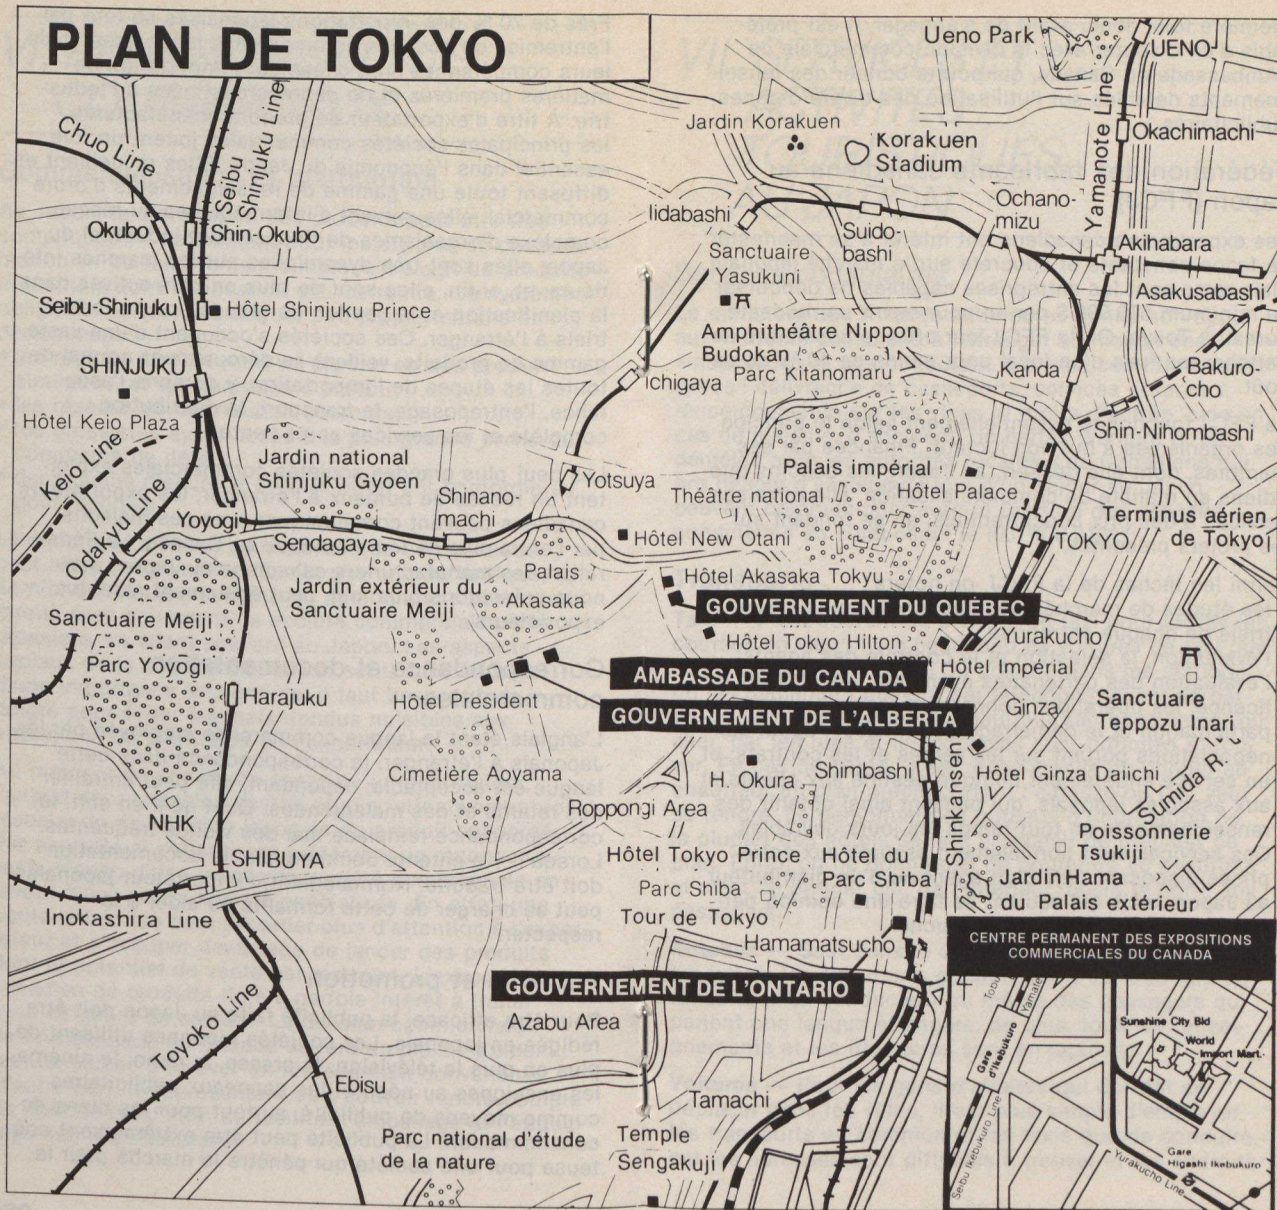 PLAN DE TOKYO
Ueno Park
UENO
Chuo Line
Seibu
Shinjuku Line
Jardin Korakuen
Korakuen
Stadium
Yamanote Line
Okachimachi
Okubo
Shin-Okubo
Iidabashi
Suido-
bashi
Ochano-
mizu
Akihabara
Sanctuaire
Yasukuni
Asakusabashi
Seibu-Shinjuku
Hôtel Shinjuku Prince
Amphithéâtre Nippon
Budokan
Parc Kitanomaru
SHINJUKU
Ichigaya
Kanda
Bakuro-
cho
Hôtel Keio Plaza
Shin-Nihombashi
Keio Line
Odakyu Line
Jardin national
Shinjuku Gyoen
Shinano-
machi
Yotsuya
Palais impérial
Théâtre national
Hôtel Palace
Yoyogi
Sendagaya
Hôtel New Otani
TOKYO
Terminus aérien
de Tokyo
Jardin extérieur du
Sanctuaire Meiji
Palais
Akasaka
Hôtel Akasaka Tokyu
GOUVERNEMENT DU QUÉBEC
Sanctuaire Meiji
Hôtel Tokyo Hilton
Yurakucho
Parc Yoyogi
AMBASSADE DU CANADA
Hôtel Impérial
Harajuku
Hôtel President
GOUVERNEMENT DE L'ALBERTA
Ginza
Sanctuaire
Teppozu Inari
Cimetière Aoyama
H. Okura
Shimbashi
Shinkansen
Hôtel Ginza Daiichi
Sumida R.
Roppongi Area
NHK
Poissonnerie
Tsukiji
SHIBUYA
Hôtel Tokyo Prince
Hôtel du
Parc Shiba
Parc Shiba
Jardin Hama
du Palais extérieur
Inokashira Line
Tour de Tokyo
Hamamatsucho
CENTRE PERMANENT DES EXPOSITIONS
COMMERCIALES DU CANADA
GOUVERNEMENT DE L'ONTARIO
Azabu Area
Toyoko Line
Ebisu
Tamachi
Parc national d'étude
de la nature
Temple
Sengakuji
Gare
d'Ikebukuro
Sunshine City Bld
World
Import Mart.
Seibu Ikebukuro Line
Gare
Higashi Ikebukuro
Yurakucho Line